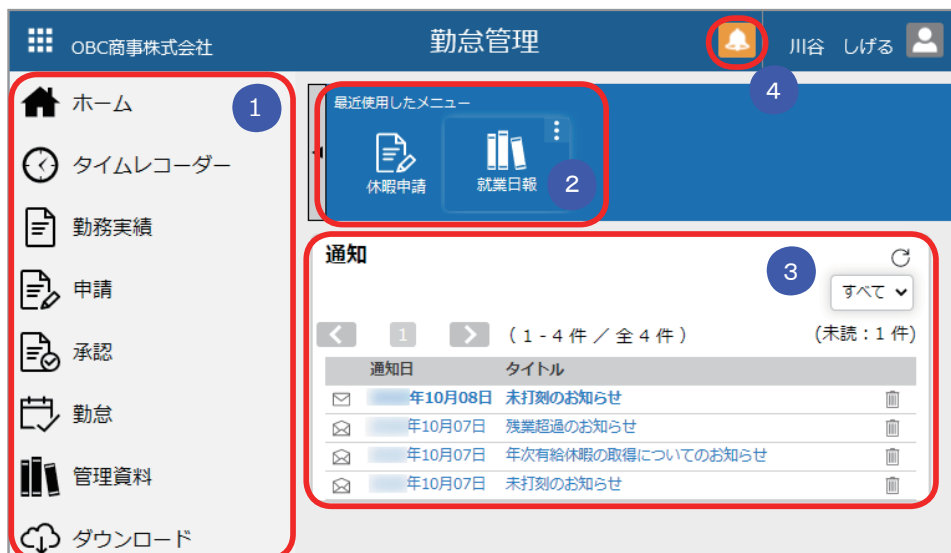 OBC商事株式会社
勤怠管理
川谷 しげる
4
ホーム
1
タイムレコーダー
勤務実績
申請
承認
勤怠
管理資料
ダウンロード
最近使用したメニュー
休暇申請
就業日報
2
通知
3
すべて
1
(1-4件/全4件)
(未読:1件)
通知日 タイトル
年10月08日 未打刻のお知らせ
年10月07日 残業超過のお知らせ
年10月07日 年次有給休暇の取得についてのお知らせ
年10月07日 未打刻のお知らせ